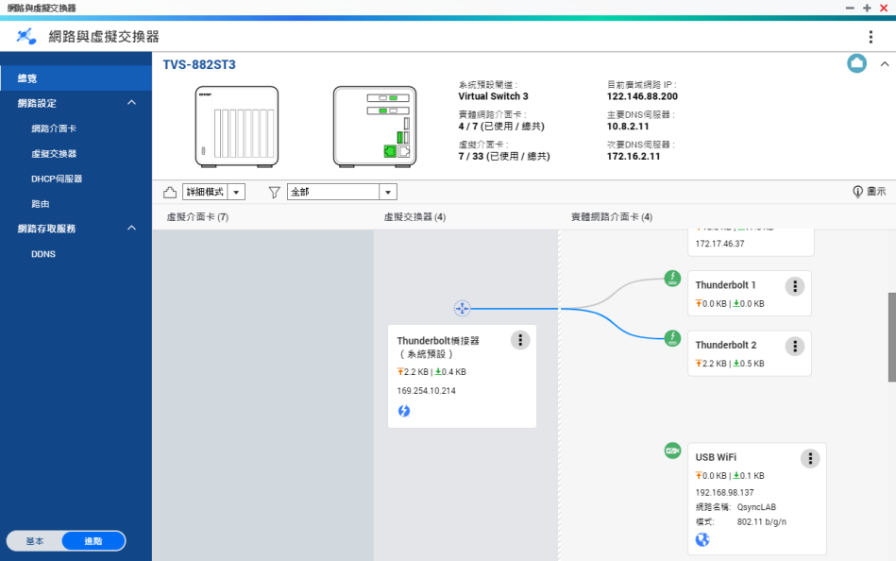 網路與虛擬交換器
網路與虛擬交換器
總覽
網路設定
網路介面卡
虛擬交換器
DHCP伺服器
路由
網路存取服務
DDNS
基本
進階
TVS-882ST3
系統預設閘道 :
Virtual Switch 3
實體網路介面卡 :
4 / 7 (已使用 / 總共)
虛擬介面卡 :
7 / 33 (已使用 / 總共)
目前廣域網路 IP :
122.146.88.200
主要DNS伺服器 :
10.8.2.11
次要DNS伺服器 :
172.16.2.11
詳細模式
全部
圖示
虛擬介面卡 (7)
虛擬交換器 (4)
實體網路介面卡 (4)
172.17.46.37
Thunderbolt 1
0.0 KB | 0.0 KB
Thunderbolt橋接器
( 系統預設 )
2.2 KB | 0.4 KB
169.254.10.214
Thunderbolt 2
2.2 KB | 0.5 KB
USB WiFi
0.0 KB | 0.1 KB
192.168.98.137
網路名稱: QsyncLAB
模式: 802.11 b/g/n